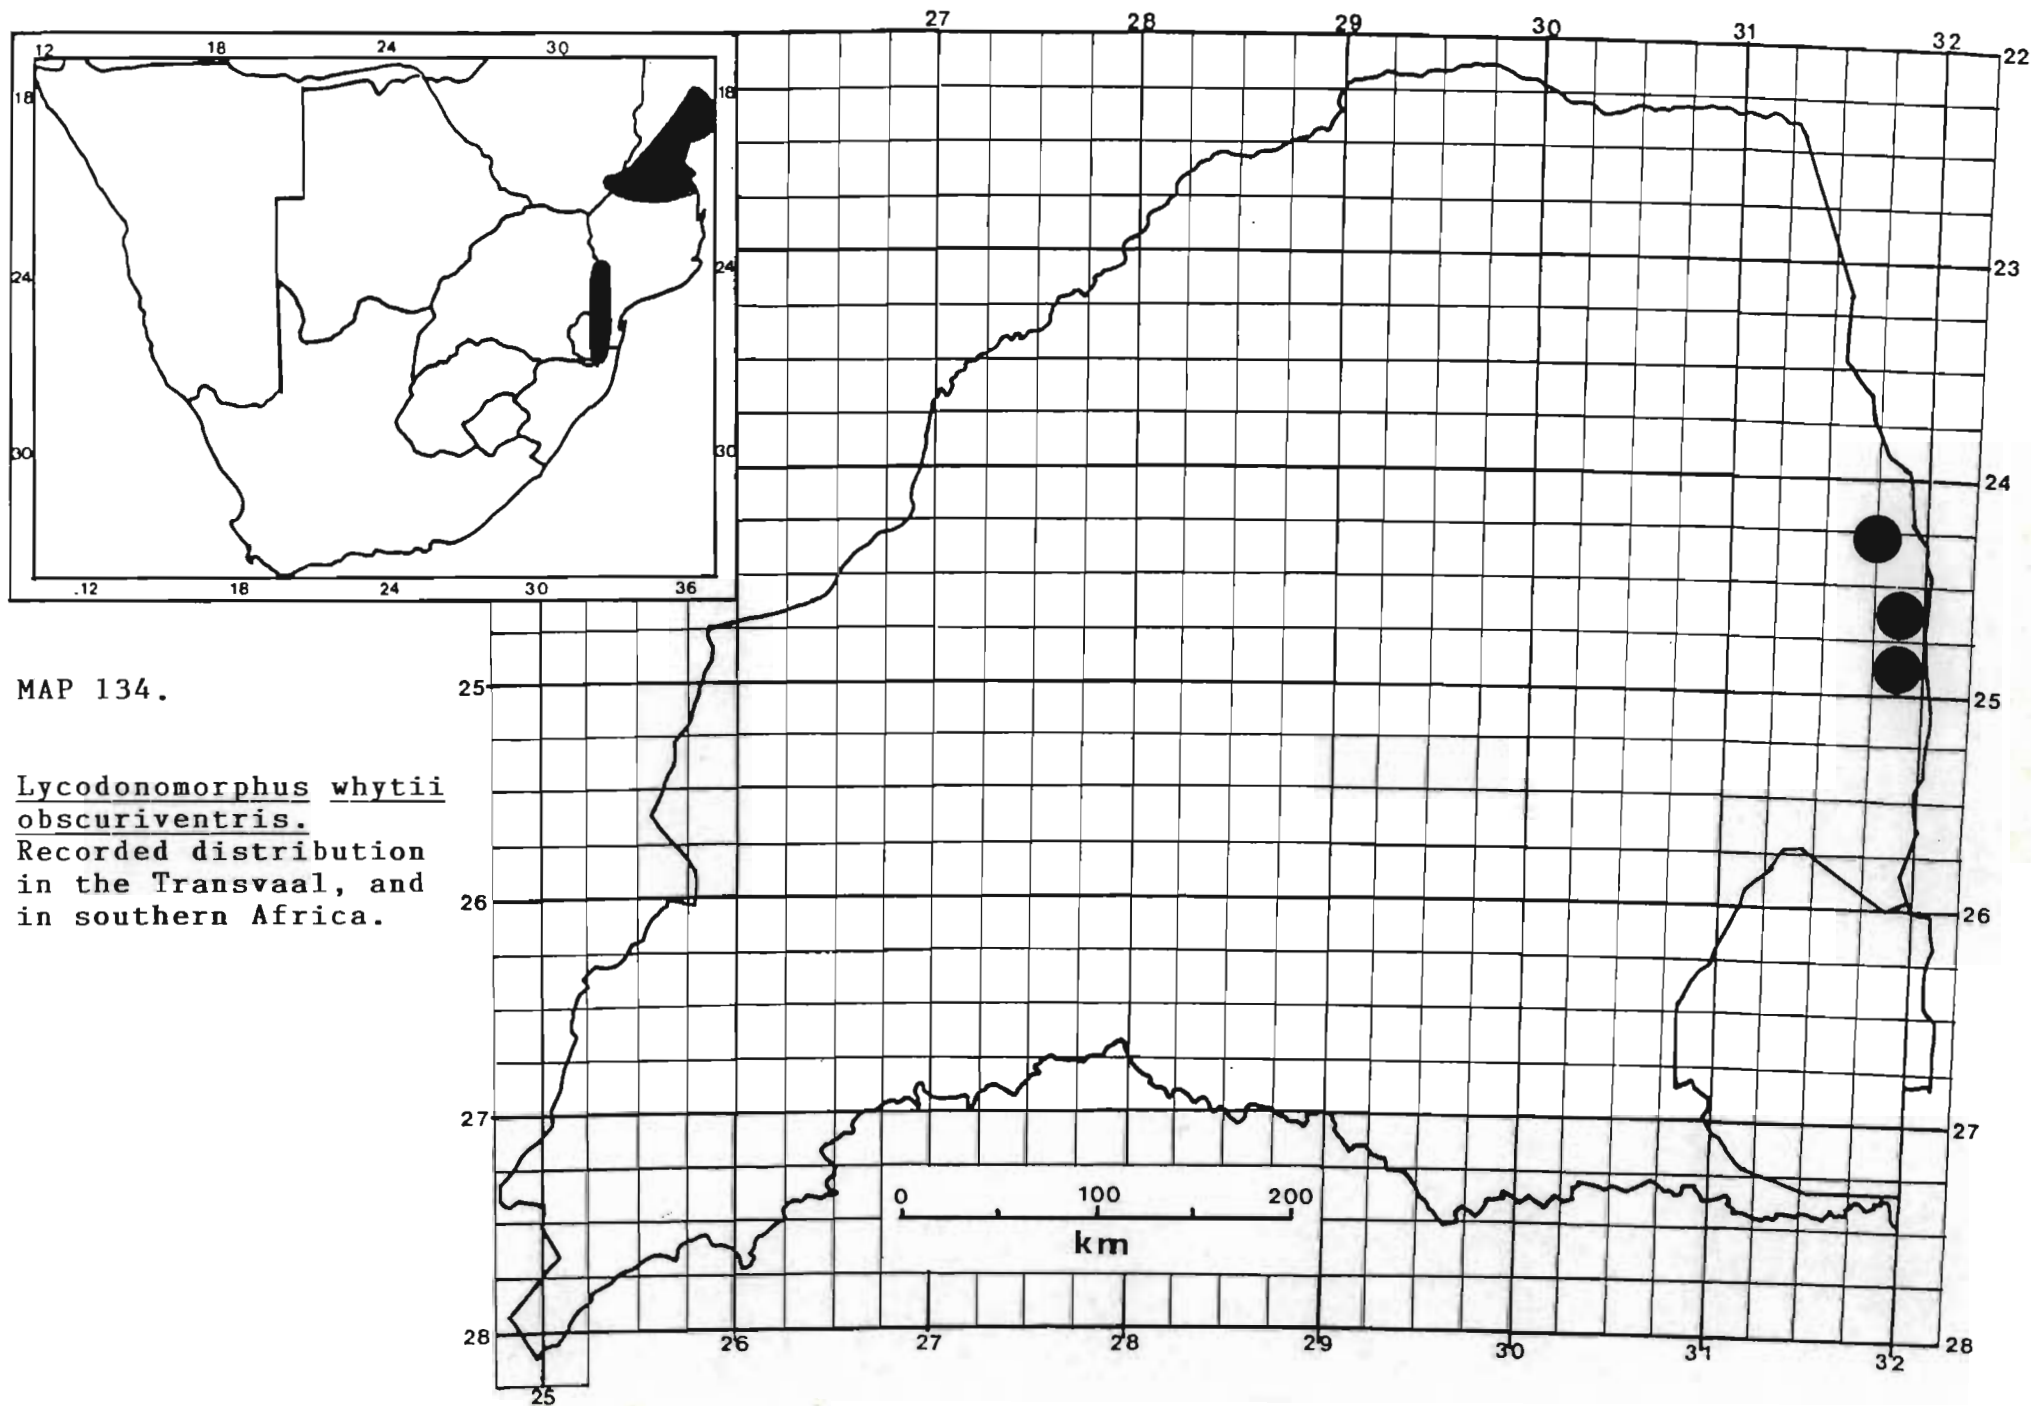 27 28 29 30 31 32 22
12 18 24 30
18 18
23
24 24
24
30 30
.12 18 24 30 36
MAP 134.
25 25
Lycodonomorphus whytii
obscuriventris.
Recorded distribution
in the Transvaal, and
in southern Africa.
26 26
27 27
0 100 200
km
28 28
26 27 28 29 30 31 32
25